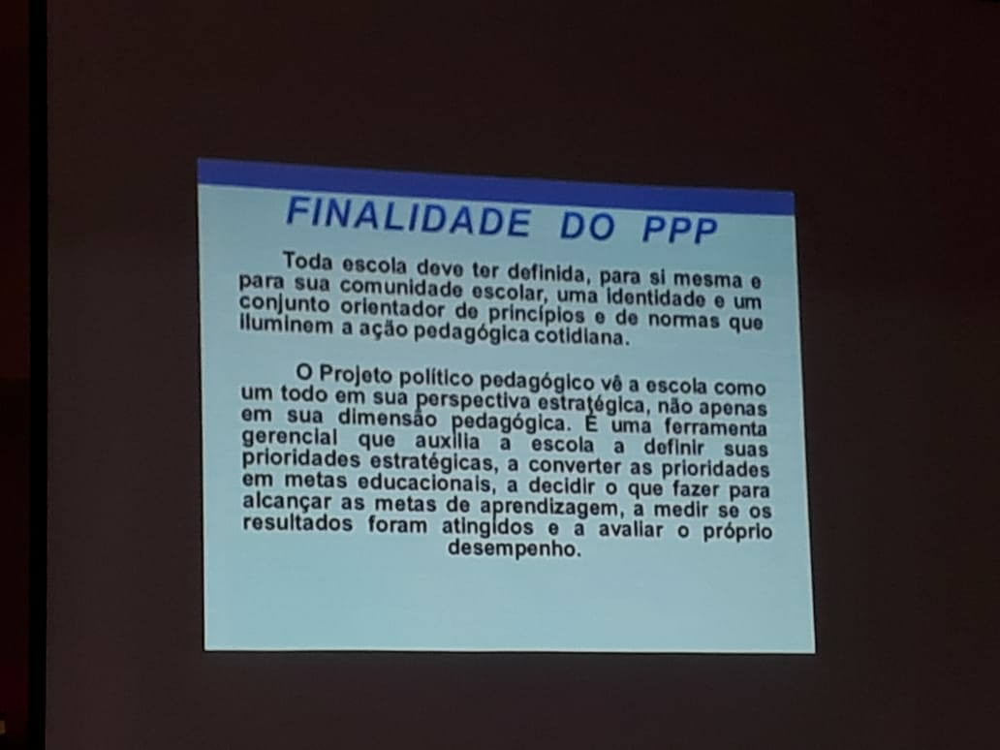 FINALIDADE DO PPP
Toda escola deve ter definida, para si mesma e
para sua comunidade escolar, uma identidade e um
conjunto orientador de princípios e de normas que
iluminem a ação pedagógica cotidiana.
O Projeto político pedagógico vê a escola como
um todo em sua perspectiva estratégica, não apenas
em sua dimensão pedagógica. É uma ferramenta
gerencial que auxilia a escola a definir suas
prioridades estratégicas, a converter as prioridades
em metas educacionais, a decidir o que fazer para
alcançar as metas de aprendizagem, a medir se os
resultados foram atingidos e a avaliar o próprio
desempenho.